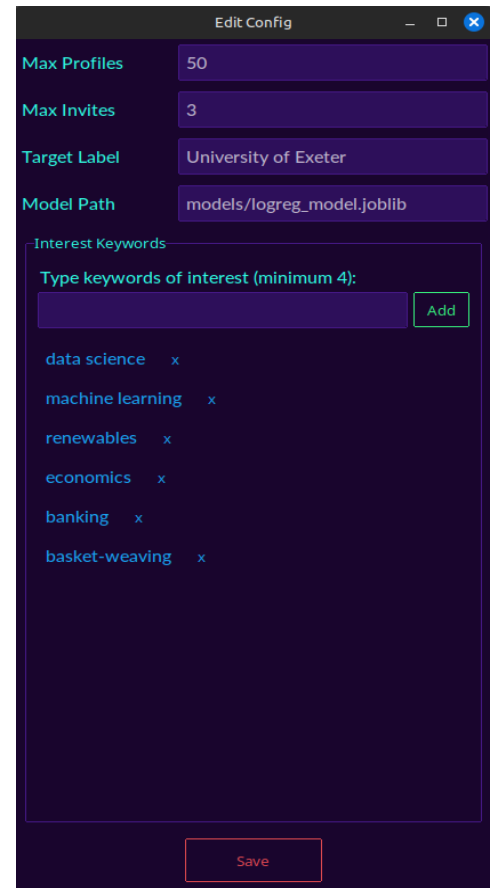 Edit Config
Max Profiles 50
Max Invites 3
Target Label University of Exeter
Model Path models/logreg_model.joblib
Interest Keywords
Type keywords of interest (minimum 4):
Add
data science x
machine learning x
renewables x
economics x
banking x
basket-weaving x
Save